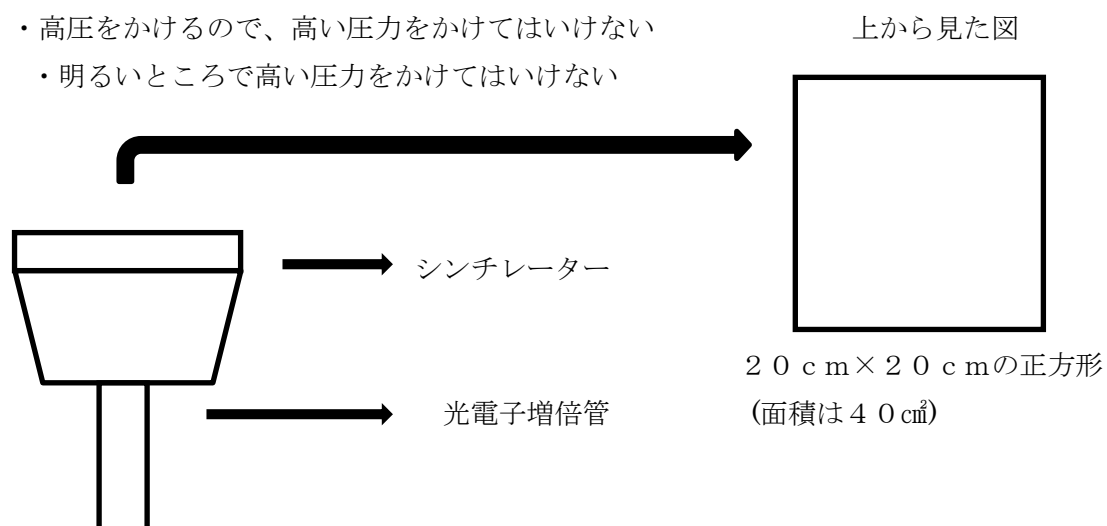 ・高圧をかけるので、高い圧力をかけてはいけない
・明るいところで高い圧力をかけてはいけない
上から見た図
シンチレーター
２０ｃｍ×２０ｃｍの正方形
(面積は４０㎠)
光電子増倍管